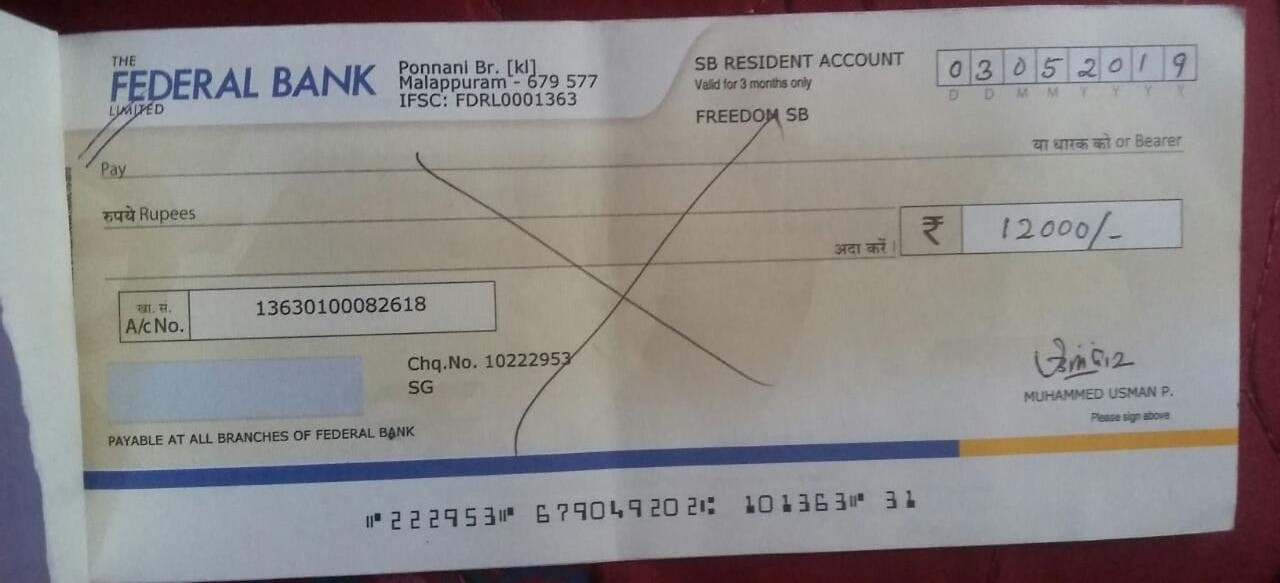 THE
FEDERAL BANK
LIMITED
Ponnani Br. [kl]
Malappuram - 679 577
IFSC: FDRL0001363
SB RESIDENT ACCOUNT
Valid for 3 months only
FREEDOM SB
0 3 0 5 2 0 1 9
D D M M Y Y Y Y
Pay
या धारक को or Bearer
रुपये Rupees
अदा करें।
₹ 12000/-
खा. सं.
A/c No.
13630100082618
Chq.No. 10222953
SG
MUHAMMED USMAN P.
Please sign above
PAYABLE AT ALL BRANCHES OF FEDERAL BANK
⑈222953⑈ 679049202⑆ 101363⑈ 31